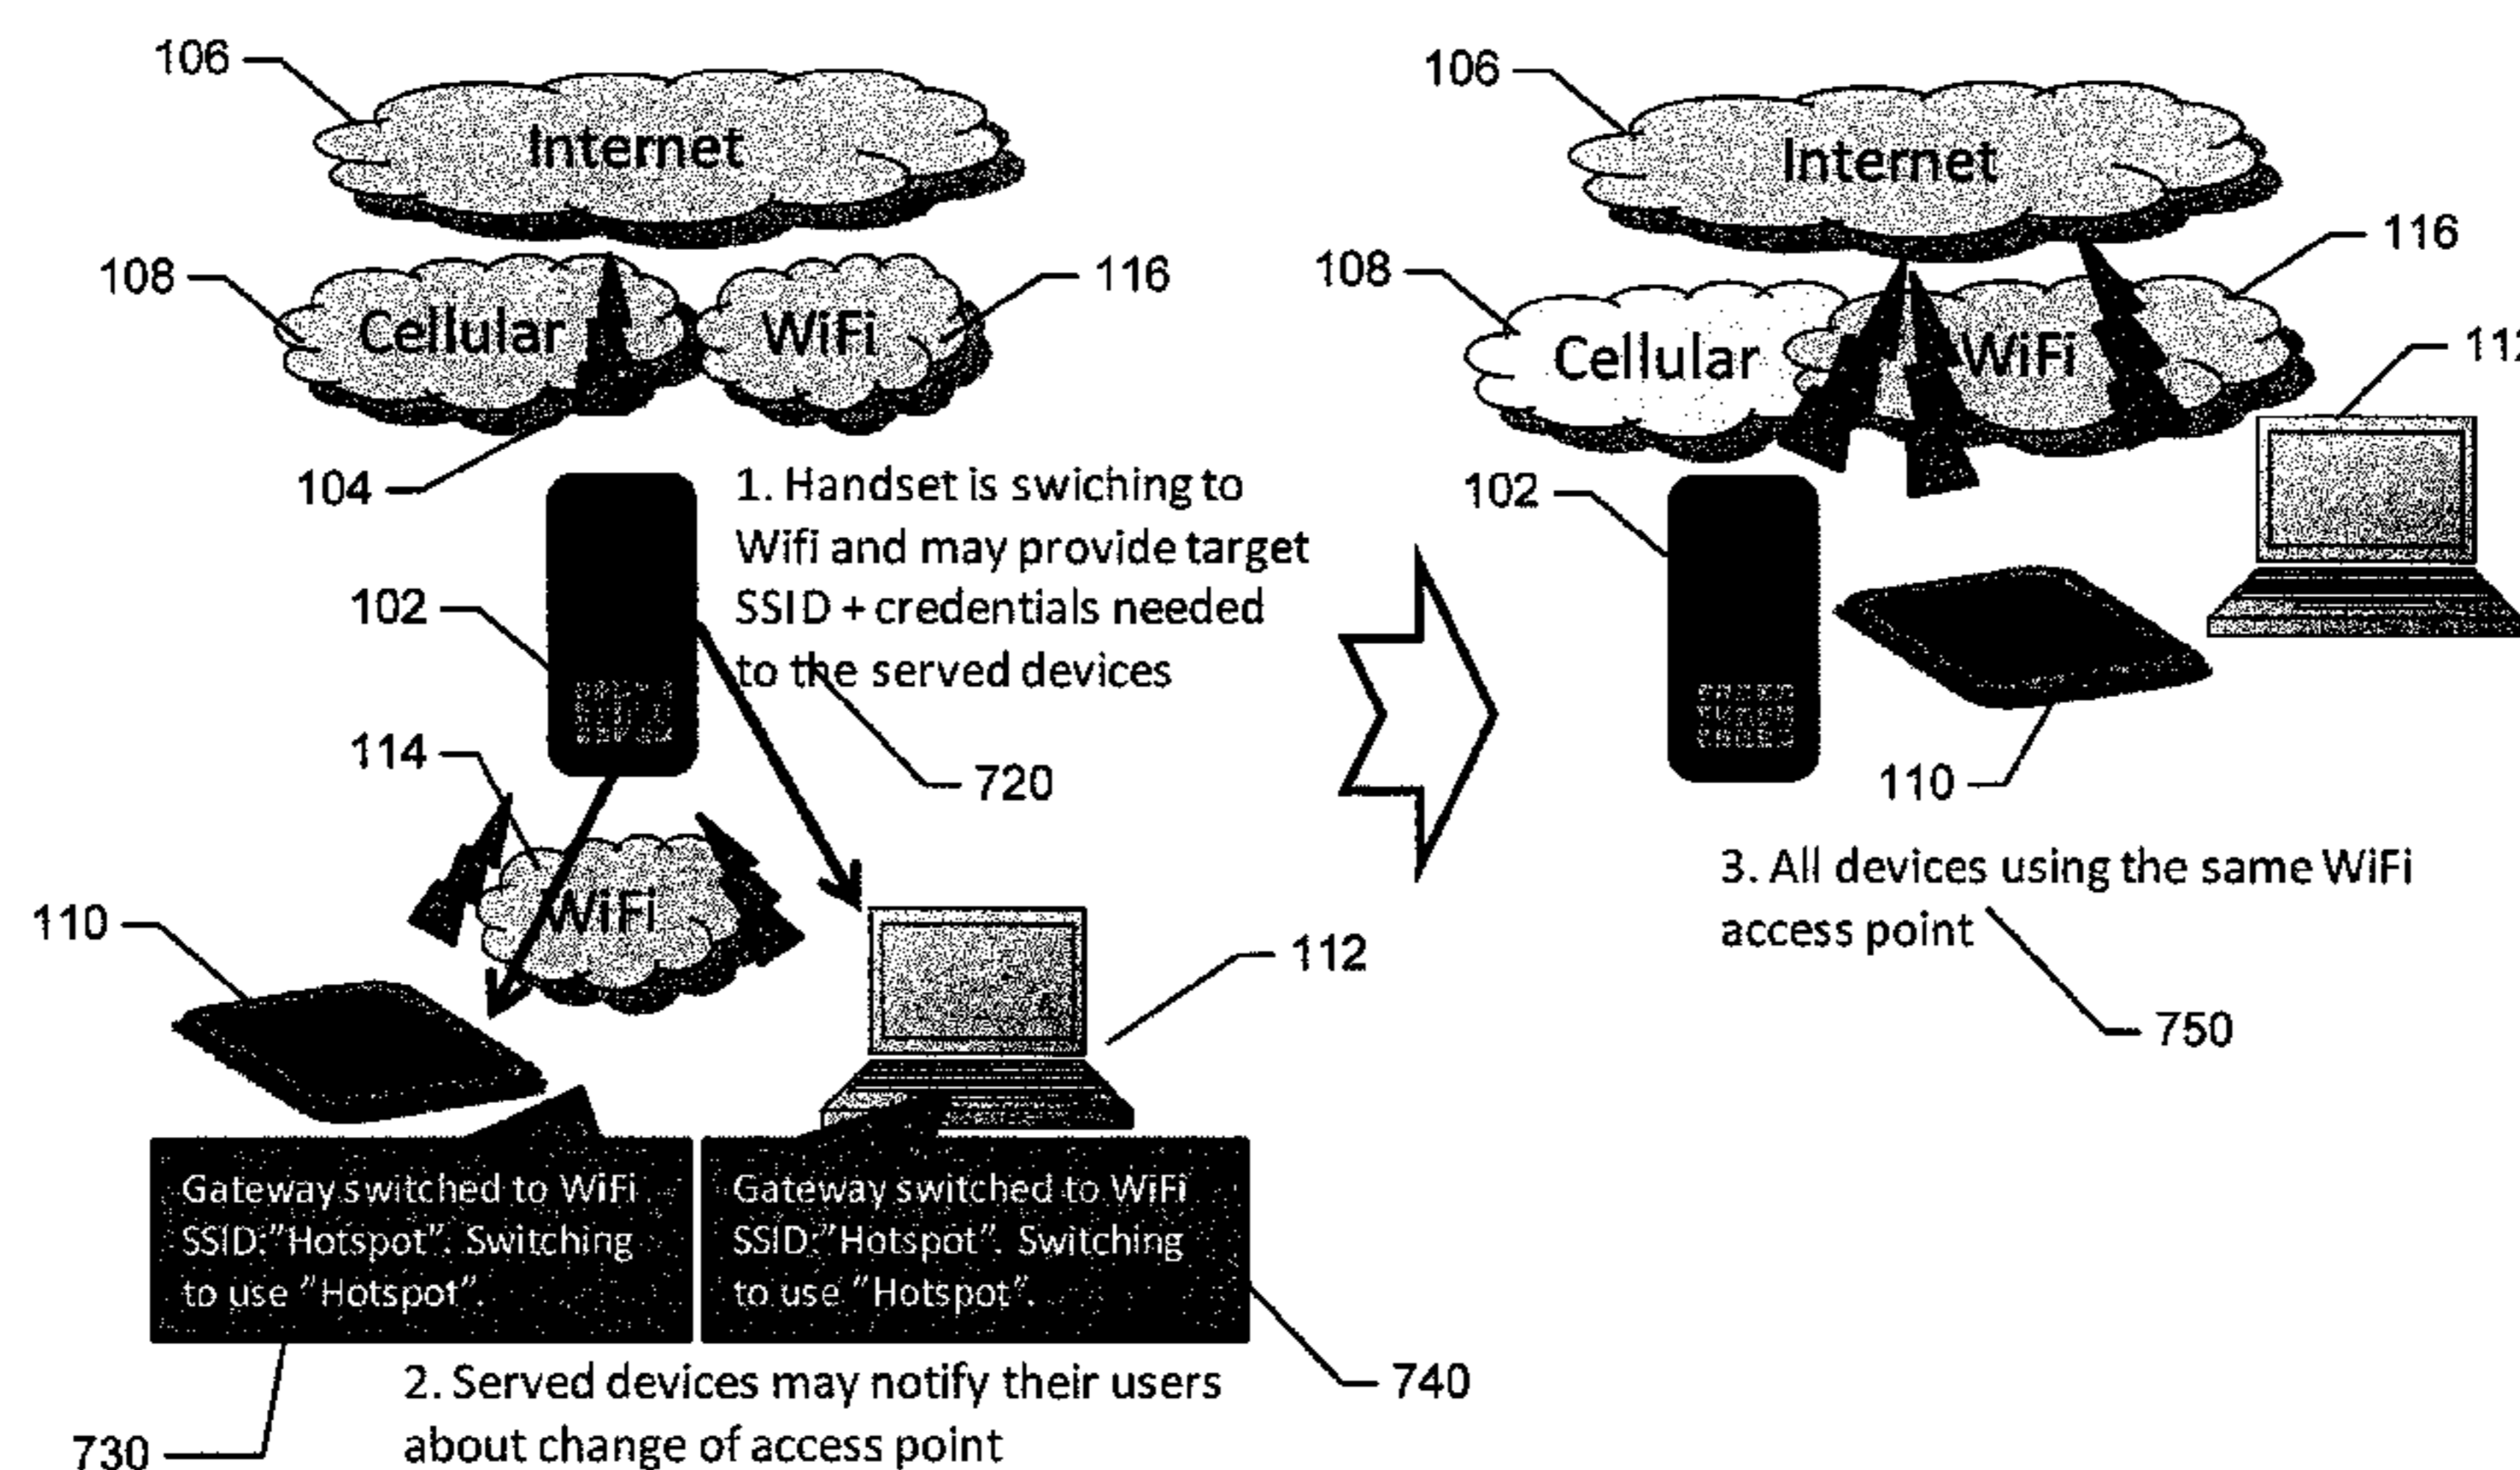 106
Internet
108
Cellular
WiFi
116
104
1. Handset is swiching to
Wifi and may provide target
SSID + credentials needed
to the served devices
102
114
720
WiFi
110
112
Gateway switched to WiFi
SSID:"Hotspot". Switching
to use "Hotspot".
Gateway switched to WiFi
SSID:"Hotspot". Switching
to use "Hotspot".
740
2. Served devices may notify their users
about change of access point
730
106
Internet
116
108
Cellular
WiFi
102
110
3. All devices using the same WiFi
access point
750